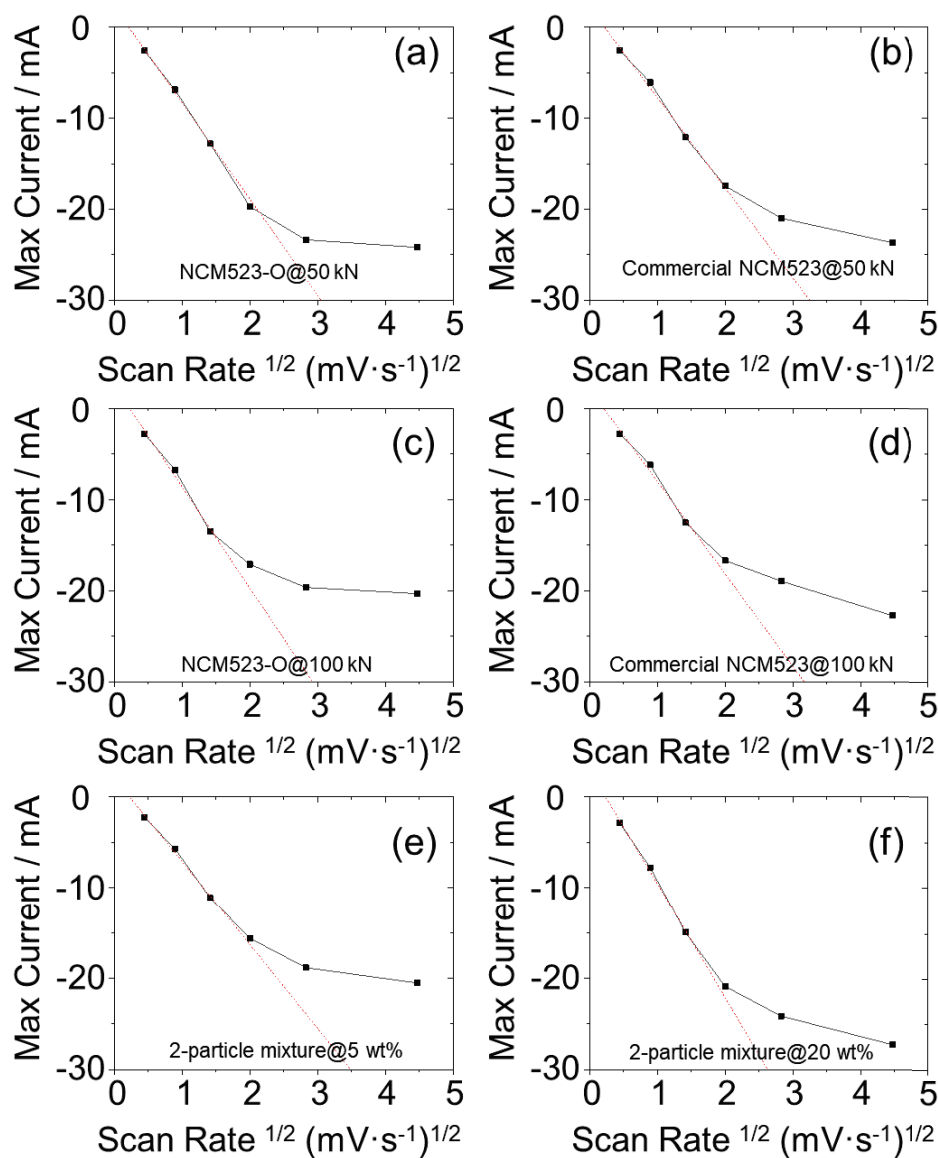 0
-10
-20
-30
Max Current / mA
(a)
NCM523-O@50 kN
0 1 2 3 4 5
Scan Rate 1/2 (mV·s-1)1/2
0
-10
-20
-30
Max Current / mA
(b)
Commercial NCM523@50 kN
0 1 2 3 4 5
Scan Rate 1/2 (mV·s-1)1/2
0
-10
-20
-30
Max Current / mA
(c)
NCM523-O@100 kN
0 1 2 3 4 5
Scan Rate 1/2 (mV·s-1)1/2
0
-10
-20
-30
Max Current / mA
(d)
Commercial NCM523@100 kN
0 1 2 3 4 5
Scan Rate 1/2 (mV·s-1)1/2
0
-10
-20
-30
Max Current / mA
(e)
2-particle mixture@5 wt%
0 1 2 3 4 5
Scan Rate 1/2 (mV·s-1)1/2
0
-10
-20
-30
Max Current / mA
(f)
2-particle mixture@20 wt%
0 1 2 3 4 5
Scan Rate 1/2 (mV·s-1)1/2